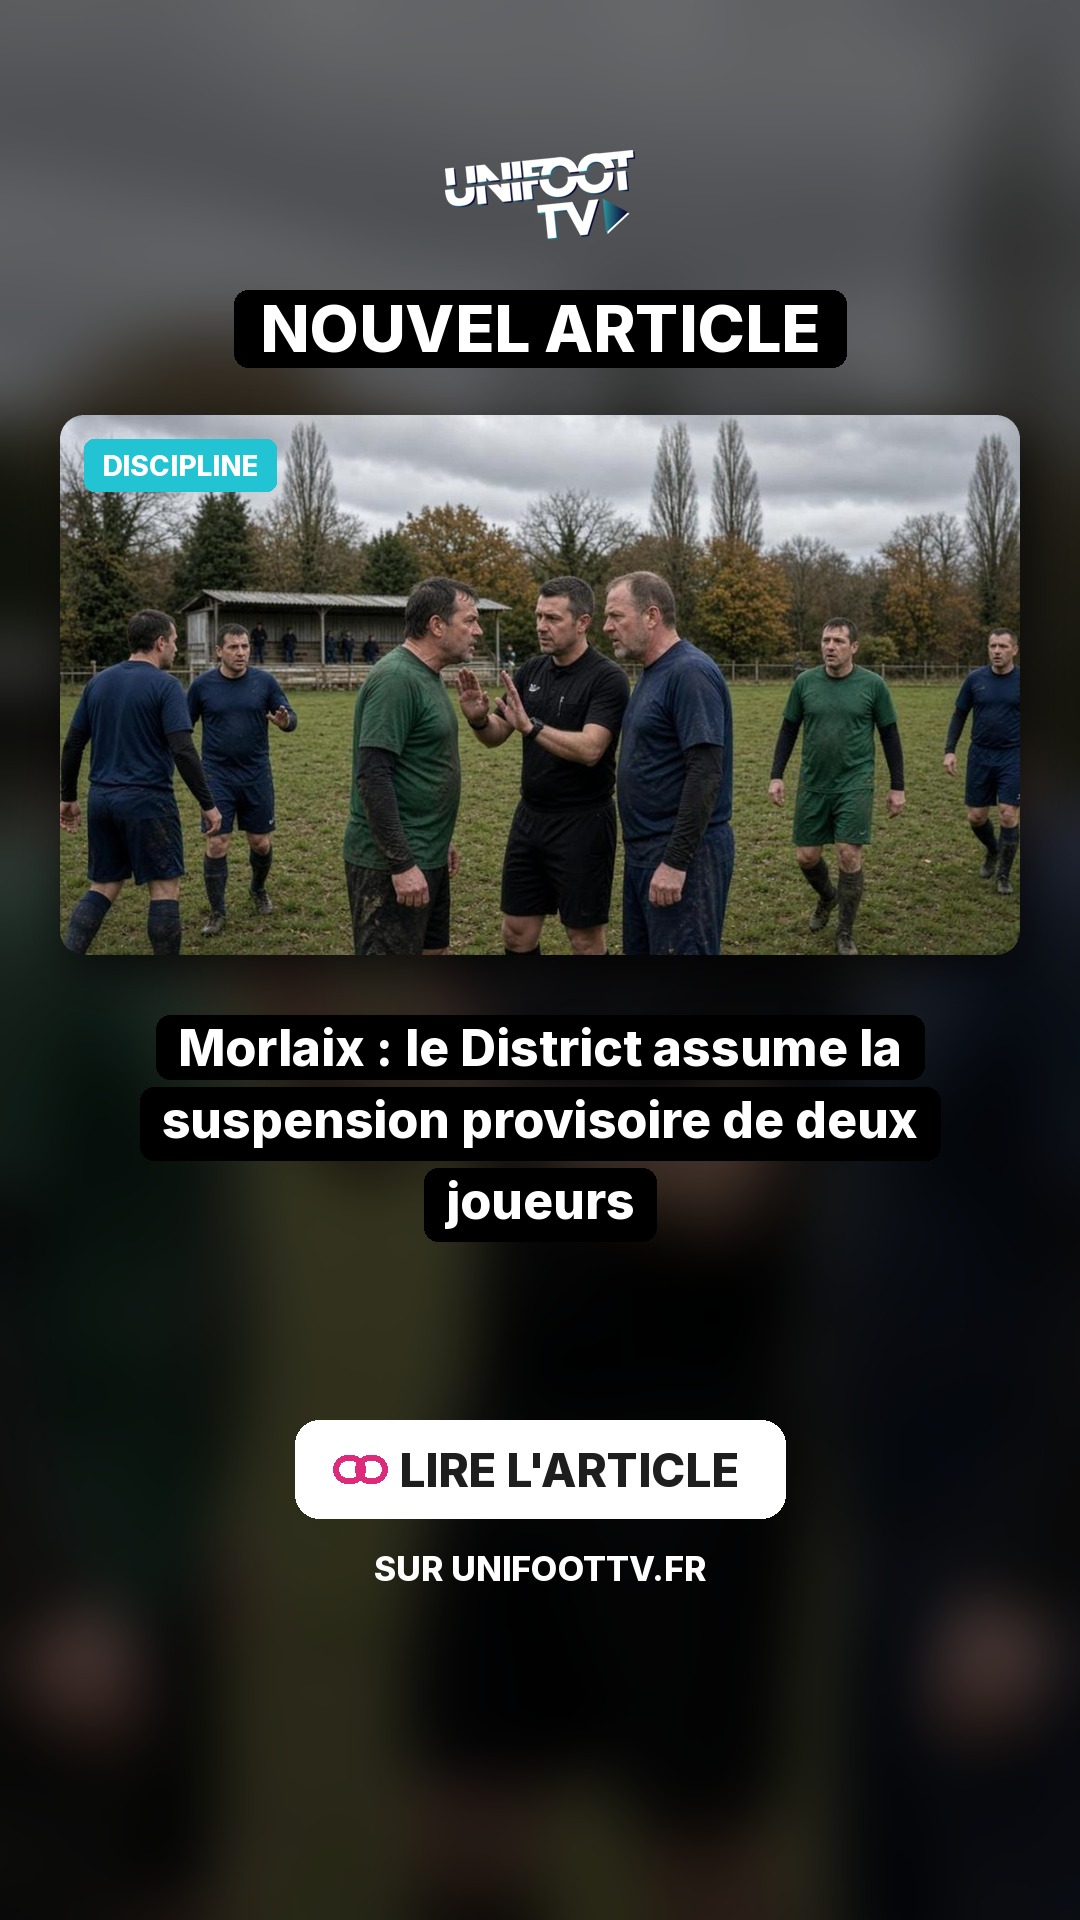 UNIFOOT
TV
NOUVEL ARTICLE
DISCIPLINE
Morlaix : le District assume la
suspension provisoire de deux
joueurs
LIRE L'ARTICLE
SUR UNIFOOTTV.FR